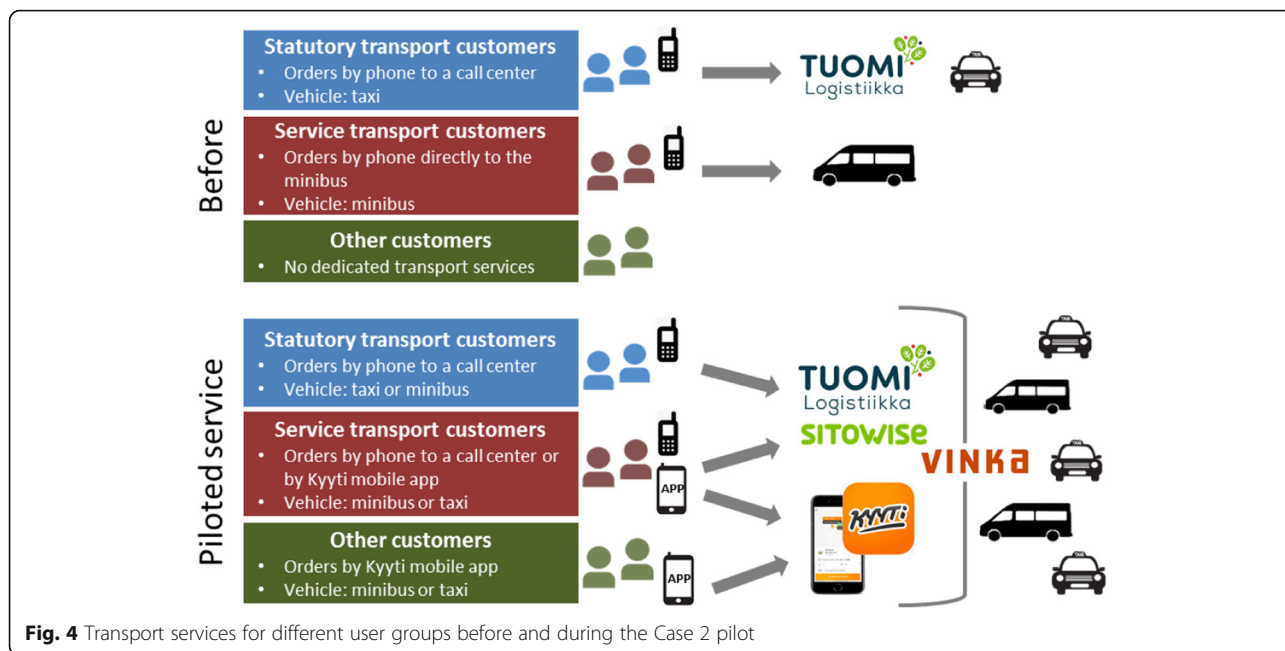 Before
Statutory transport customers
• Orders by phone to a call center
• Vehicle: taxi
TUOMI
Logistiikka
TAXI
Service transport customers
• Orders by phone directly to the
minibus
• Vehicle: minibus
Other customers
• No dedicated transport services
Piloted service
Statutory transport customers
• Orders by phone to a call center
• Vehicle: taxi or minibus
TUOMI
Logistiikka
SITOWISE
VINKA
TAXI
TAXI
TAXI
Service transport customers
• Orders by phone to a call center or
by Kyyti mobile app
• Vehicle: minibus or taxi
APP
KYYTI
Other customers
• Orders by Kyyti mobile app
• Vehicle: minibus or taxi
APP
Fig. 4 Transport services for different user groups before and during the Case 2 pilot